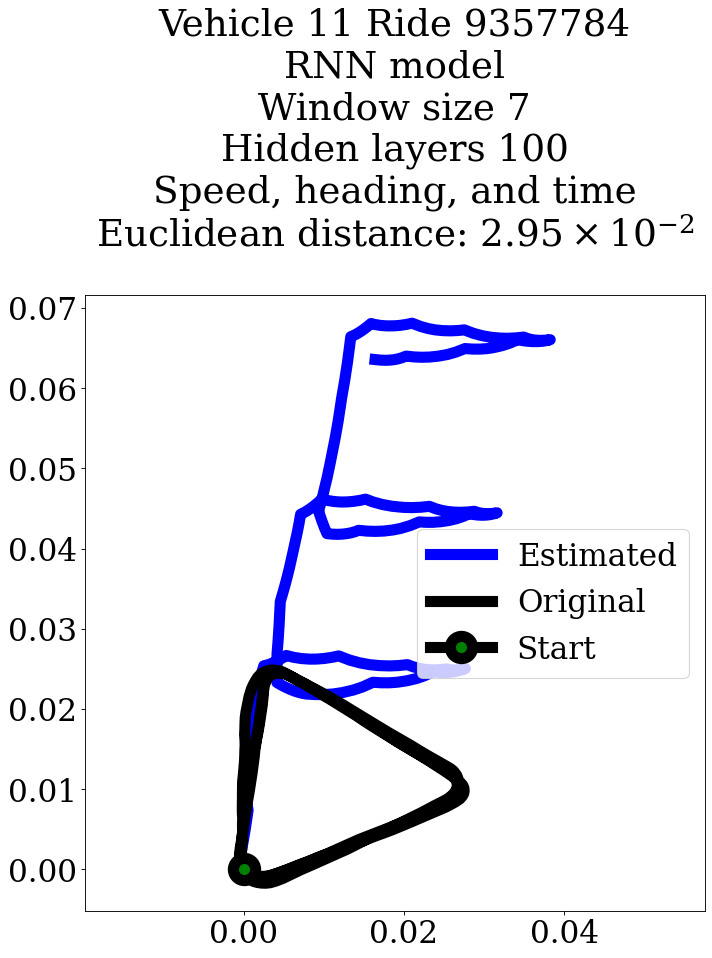 Vehicle 11 Ride 9357784
RNN model
Window size 7
Hidden layers 100
Speed, heading, and time
Euclidean distance: 2.95 × 10⁻²
0.07
0.06
0.05
0.04
0.03
0.02
0.01
0.00
Estimated
Original
Start
0.00 0.02 0.04